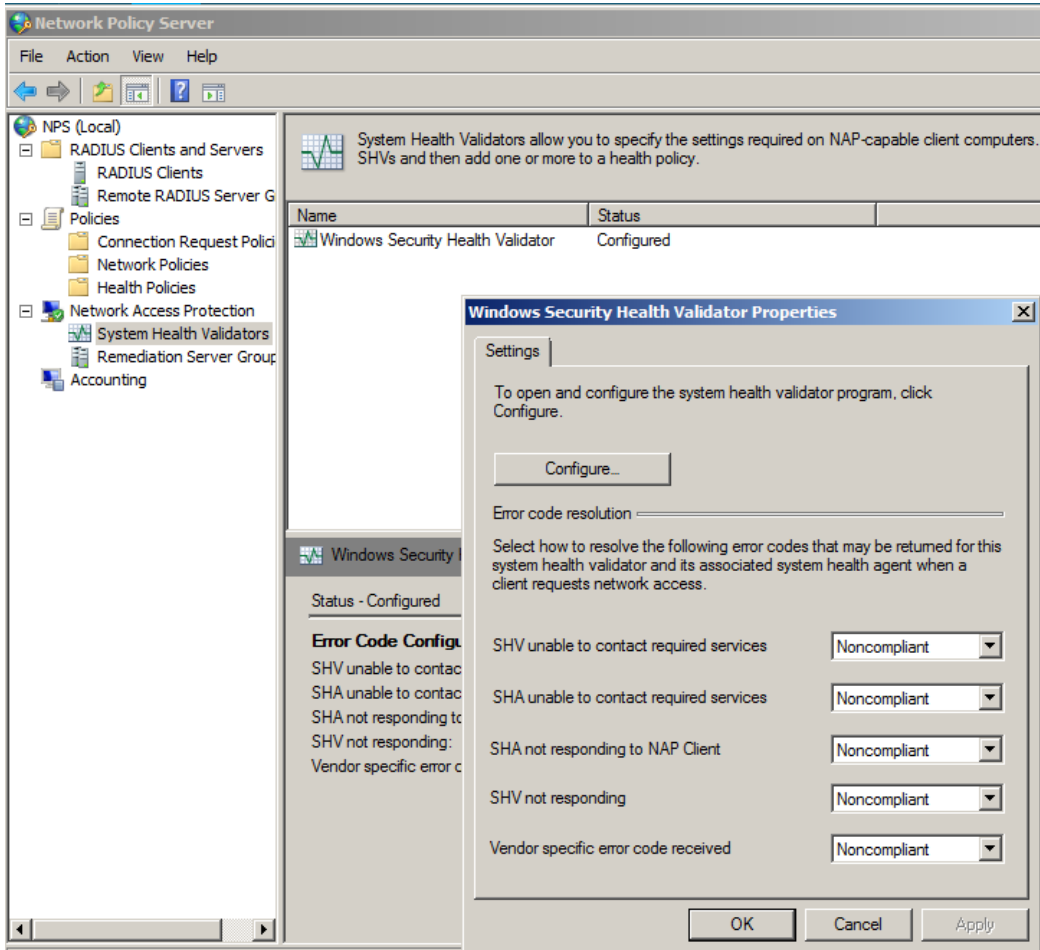 Network Policy Server
File Action View Help
NPS (Local)
RADIUS Clients and Servers
RADIUS Clients
Remote RADIUS Server G
Policies
Connection Request Polici
Network Policies
Health Policies
Network Access Protection
System Health Validators
Remediation Server Group
Accounting
System Health Validators allow you to specify the settings required on NAP-capable client computers.
SHVs and then add one or more to a health policy.
Name Status
Windows Security Health Validator Configured
Windows Security
Status - Configured
Error Code Configu
SHV unable to contac
SHA unable to contac
SHA not responding to
SHV not responding:
Vendor specific error c
Windows Security Health Validator Properties
Settings
To open and configure the system health validator program, click
Configure.
Configure...
Error code resolution
Select how to resolve the following error codes that may be returned for this
system health validator and its associated system health agent when a
client requests network access.
SHV unable to contact required services Noncompliant
SHA unable to contact required services Noncompliant
SHA not responding to NAP Client Noncompliant
SHV not responding Noncompliant
Vendor specific error code received Noncompliant
OK Cancel Apply